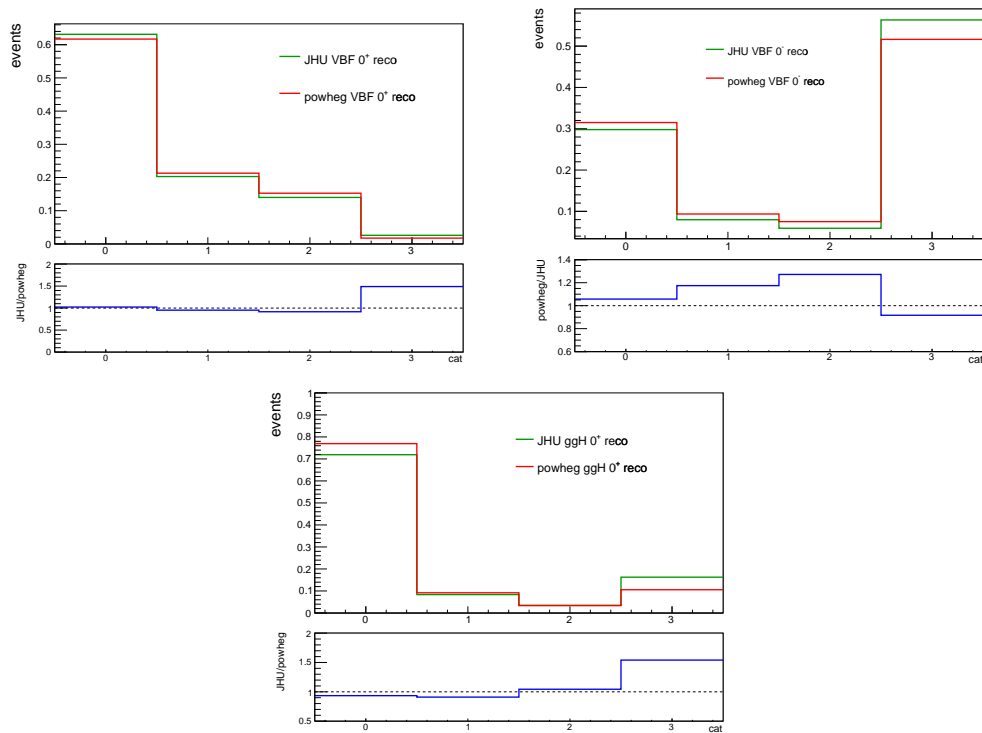 events
0.6
0.5
0.4
0.3
0.2
0.1
0
JHU VBF 0⁺ reco
powheg VBF 0⁺ reco
0 1 2 3
JHU/powheg
2
1.5
1
0.5
0
0 1 2 3
cat
events
0.5
0.4
0.3
0.2
0.1
JHU VBF 0⁻ reco
powheg VBF 0⁻ reco
0 1 2 3
powheg/JHU
1.4
1.2
1
0.8
0.6
0 1 2 3
cat
events
1
0.9
0.8
0.7
0.6
0.5
0.4
0.3
0.2
0.1
0
JHU ggH 0⁺ reco
powheg ggH 0⁺ reco
0 1 2 3
JHU/powheg
2
1.5
1
0.5
0 1 2 3
cat